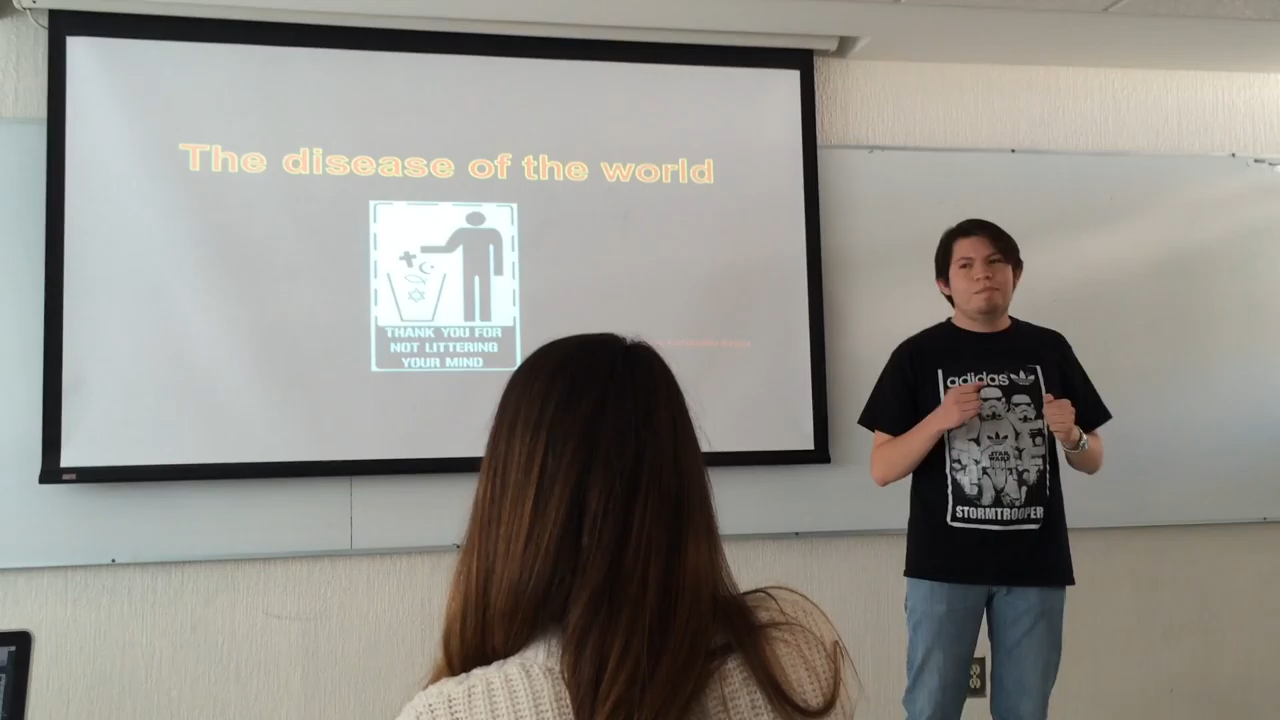 The disease of the world
THANK YOU FOR
NOT LITTERING
YOUR MIND
adidas
STAR
WARS
STORMTROOPER